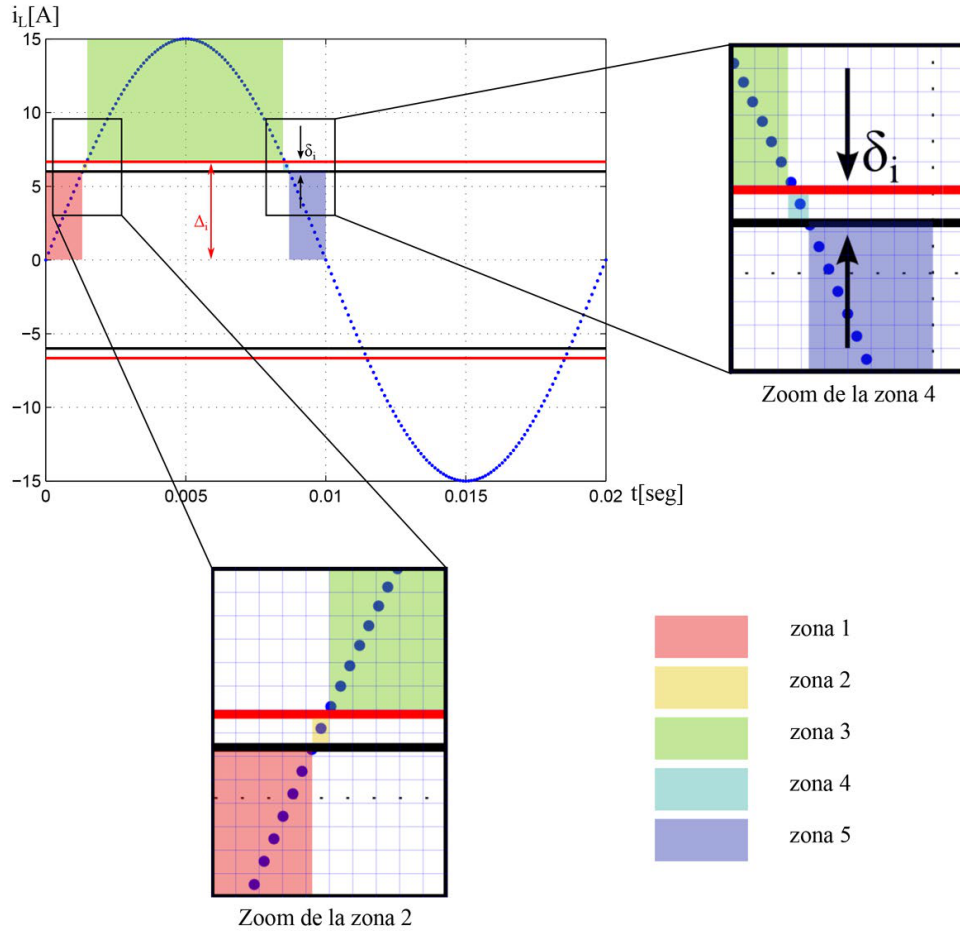 i_L[A]
15
10
5
0
−5
−10
−15
δ_i
Δ_i
0
0.005
0.01
0.015
0.02
t[seg]
δ_i
Zoom de la zona 4
Zoom de la zona 2
zona 1
zona 2
zona 3
zona 4
zona 5